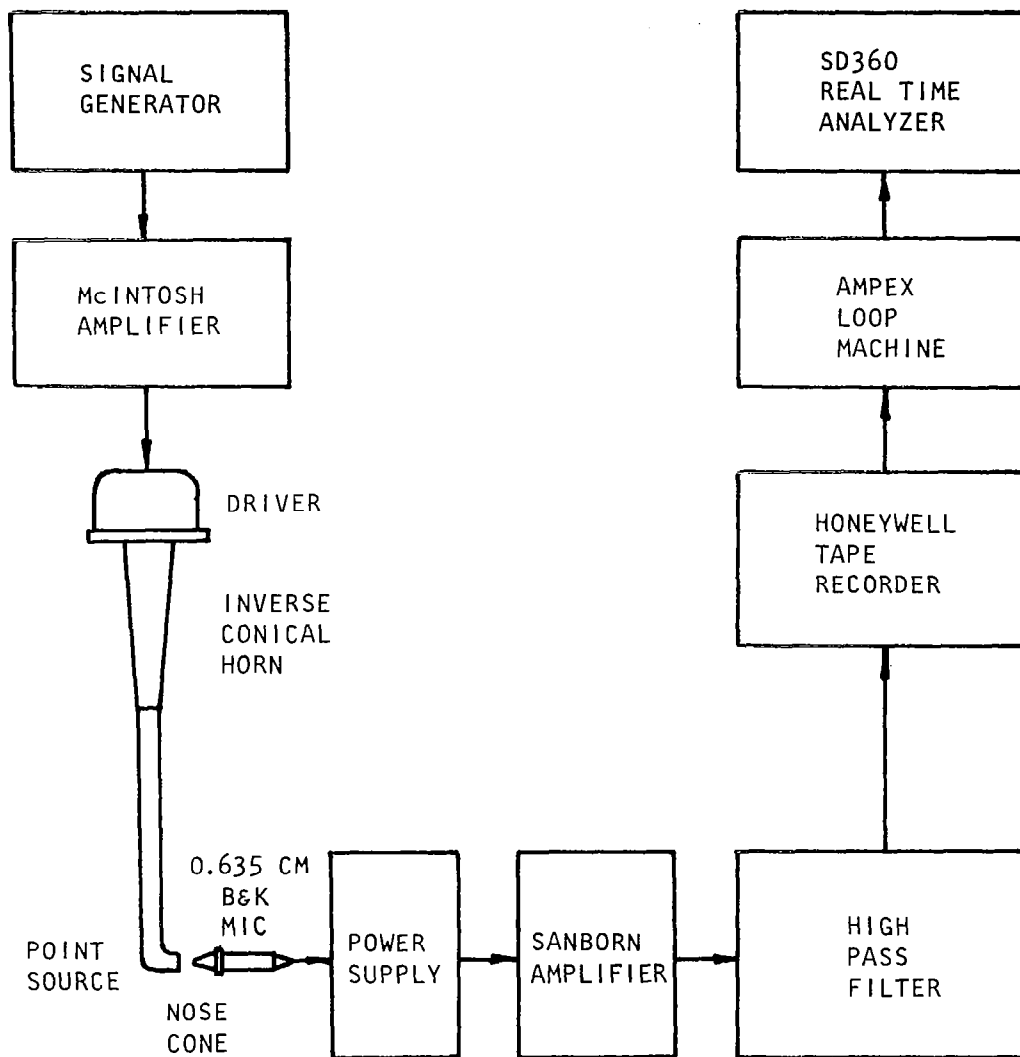 SIGNAL
GENERATOR
McINTOSH
AMPLIFIER
DRIVER
INVERSE
CONICAL
HORN
POINT
SOURCE
NOSE
CONE
0.635 CM
B&K
MIC
POWER
SUPPLY
SANBORN
AMPLIFIER
HIGH
PASS
FILTER
HONEYWELL
TAPE
RECORDER
AMPEX
LOOP
MACHINE
SD360
REAL TIME
ANALYZER